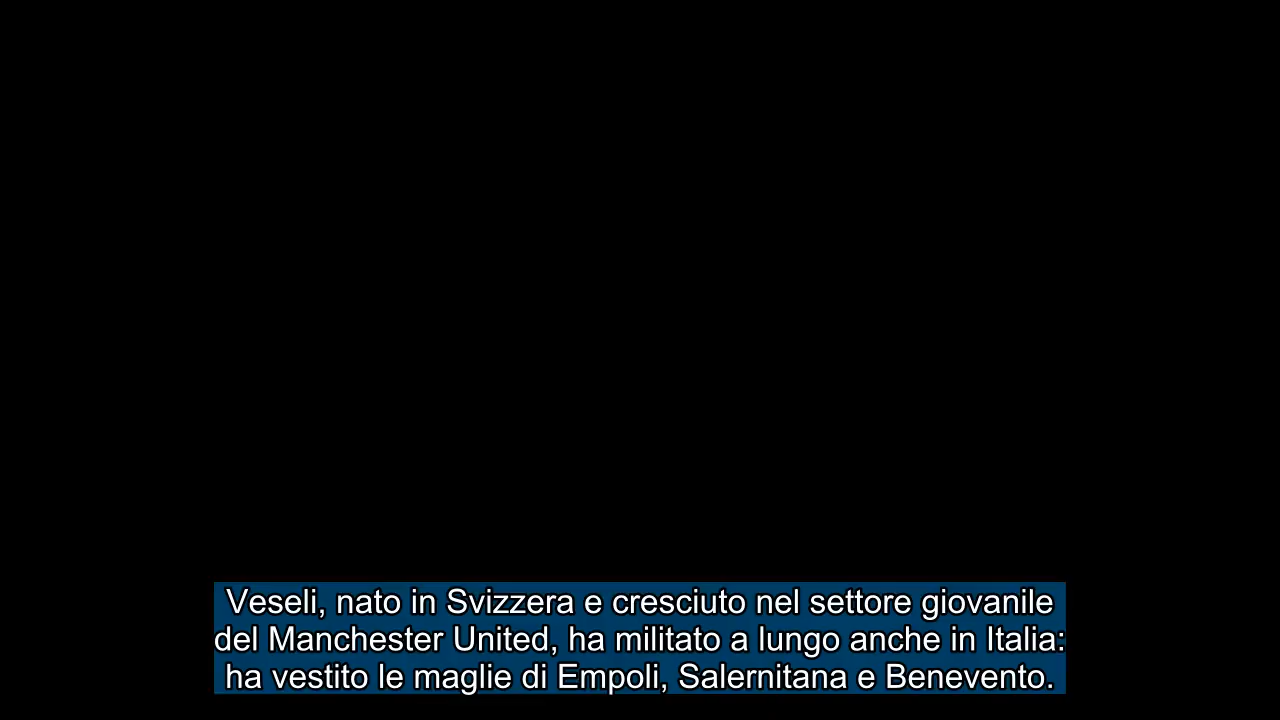 Veseli, nato in Svizzera e cresciuto nel settore giovanile
del Manchester United, ha militato a lungo anche in Italia:
ha vestito le maglie di Empoli, Salernitana e Benevento.